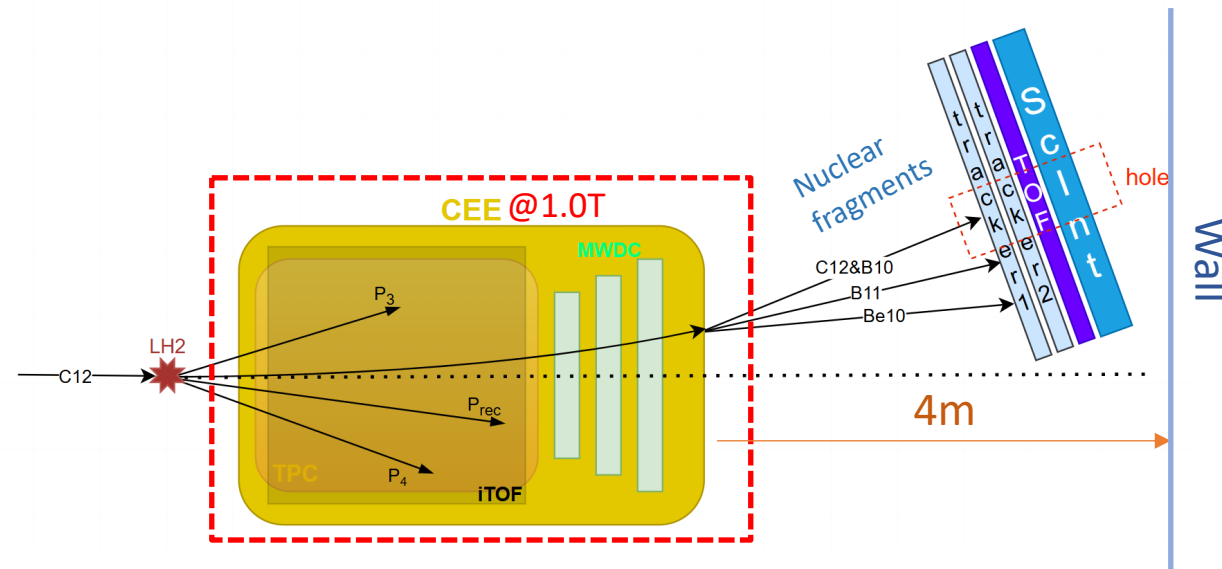 CEE @1.0T
MWDC
P3
LH2
C12
Prec
P4
TPC
iTOF
Nuclear
fragments
C12&B10
B11
Be10
tracker1
tracker2
TOF
ScInt
hole
4m
Wall